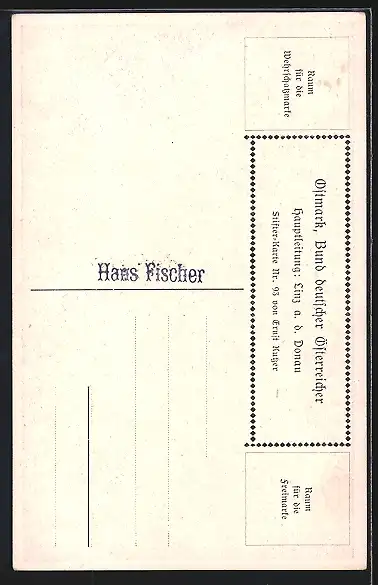 Raum
für die
Wehrschatzmarke
Ostmark, Bund deutscher Österreicher
Hauptleitung: Linz a. d. Donau
Stifter-Karte Nr. 93 von Ernst Kutzer
Raum
für die
Freimarke
Hans Fischer